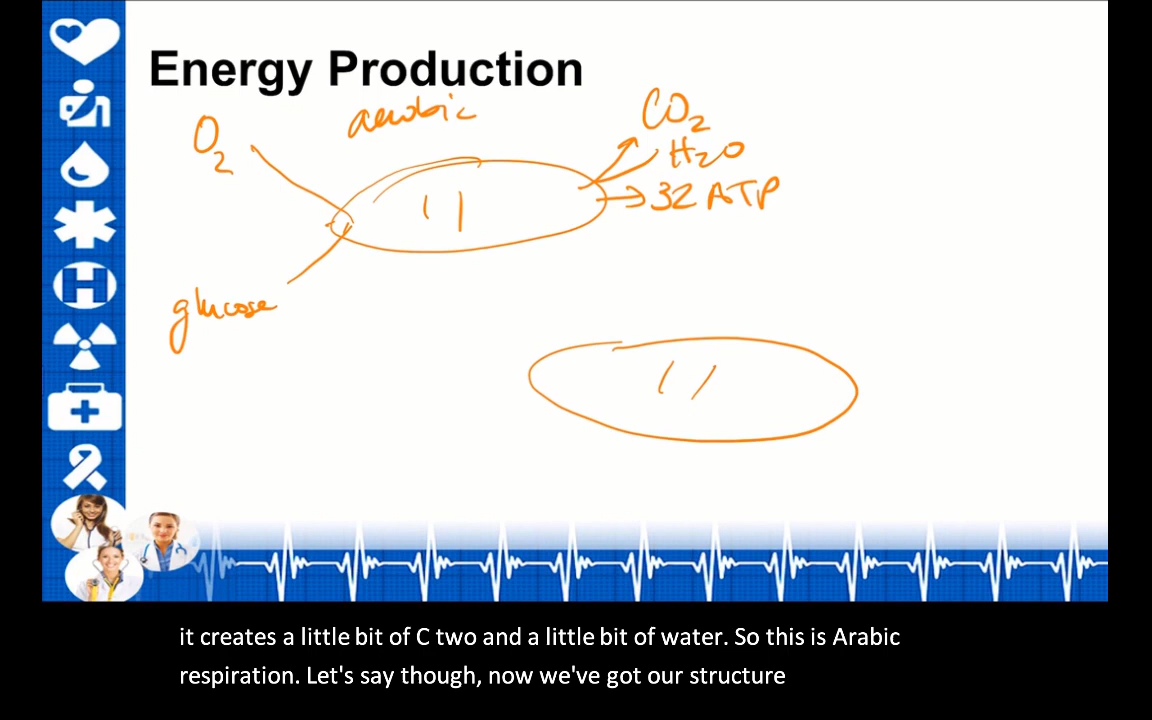 Energy Production
aerobic
O2
CO2
H2O
32 ATP
glucose
H
it creates a little bit of C two and a little bit of water. So this is Arabic
respiration. Let's say though, now we've got our structure